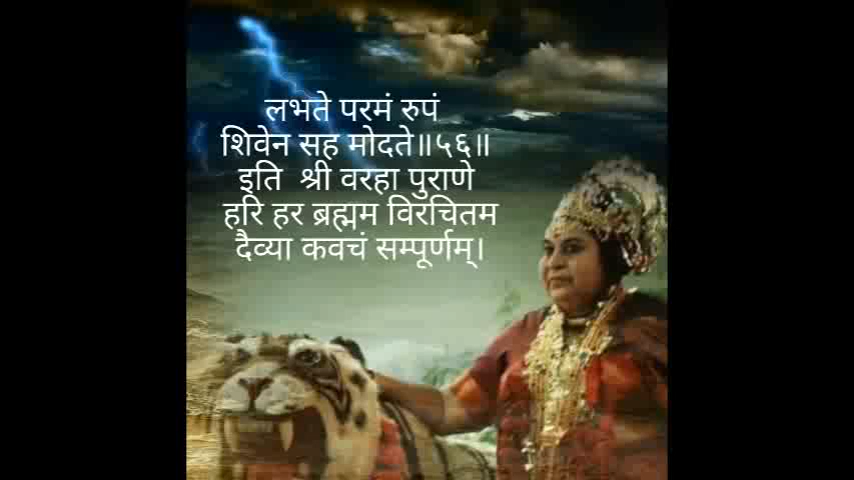 लभते परमं रुपं
शिवेन सह मोदते॥५६॥
इति श्री वरहा पुराणे
हरि हर ब्रह्मम विरचितम
दैव्या कवचं सम्पूर्णम्।